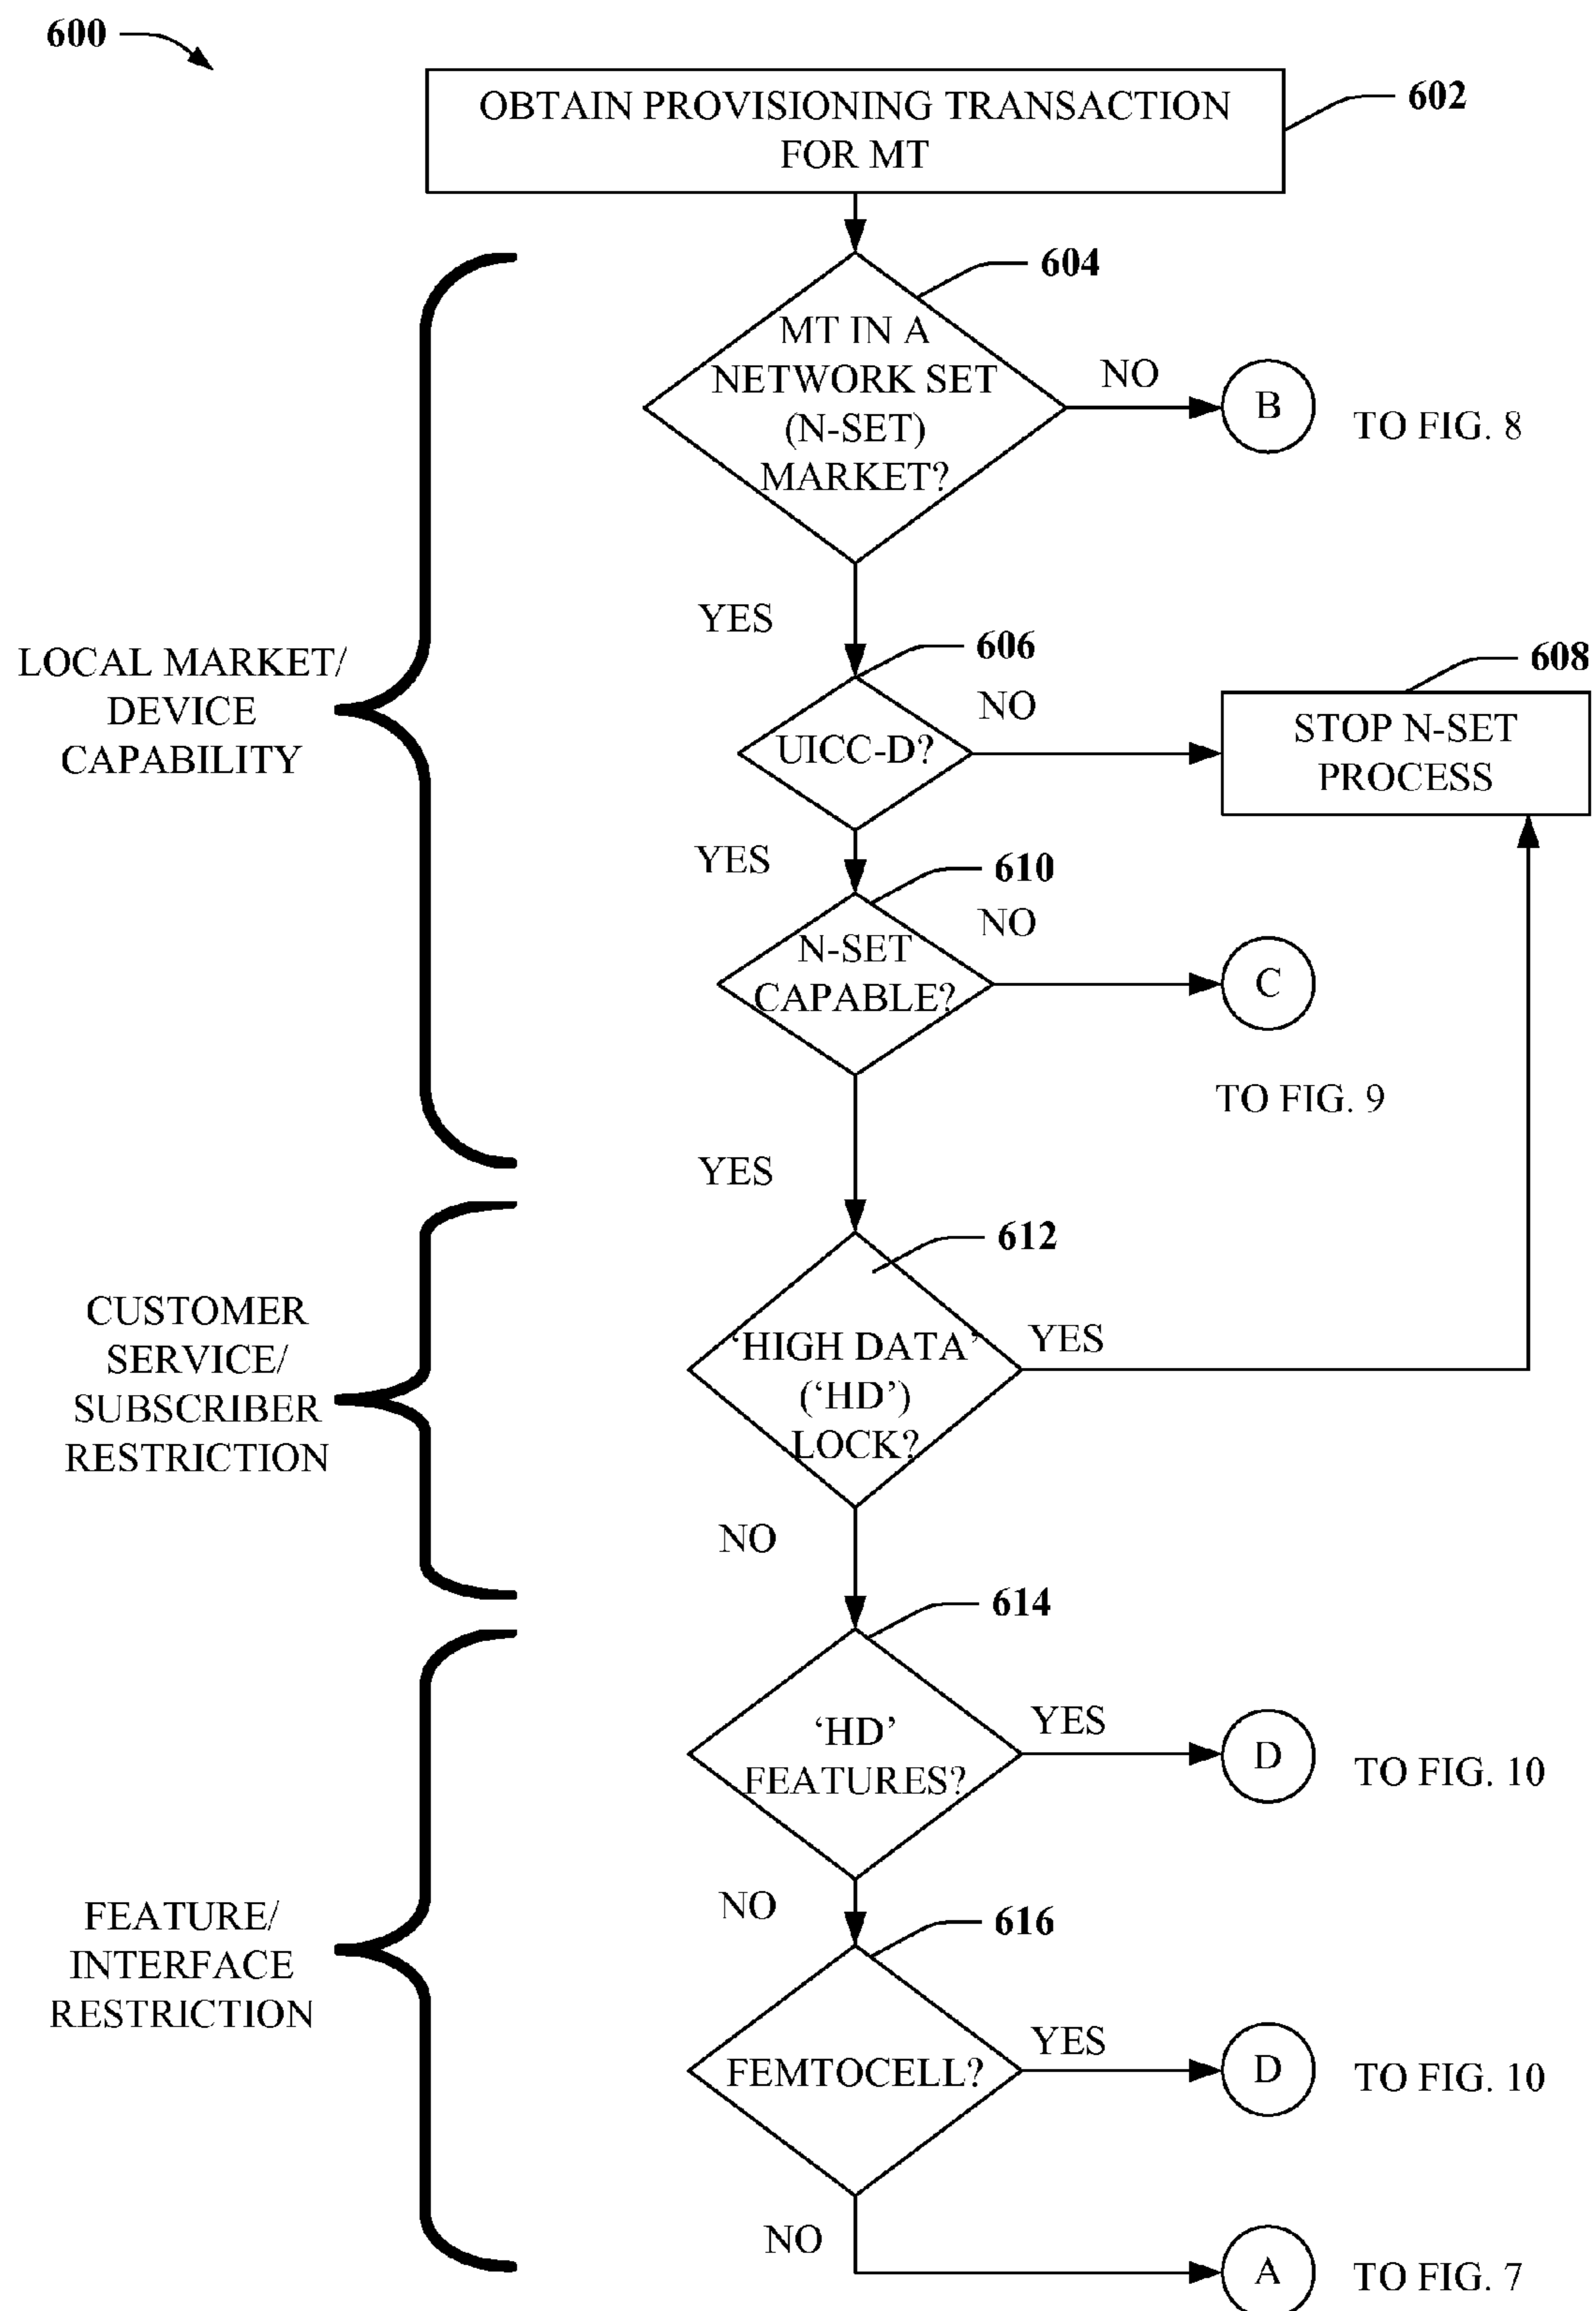 600
OBTAIN PROVISIONING TRANSACTION
FOR MT
602
604
MT IN A
NETWORK SET
(N-SET)
MARKET?
NO
B
TO FIG. 8
YES
LOCAL MARKET/
DEVICE
CAPABILITY
606
UICC-D?
NO
608
STOP N-SET
PROCESS
YES
610
N-SET
CAPABLE?
NO
C
TO FIG. 9
YES
CUSTOMER
SERVICE/
SUBSCRIBER
RESTRICTION
612
‘HIGH DATA’
(‘HD’)
LOCK?
YES
NO
614
‘HD’
FEATURES?
YES
D
TO FIG. 10
NO
FEATURE/
INTERFACE
RESTRICTION
616
FEMTOCELL?
YES
D
TO FIG. 10
NO
A
TO FIG. 7